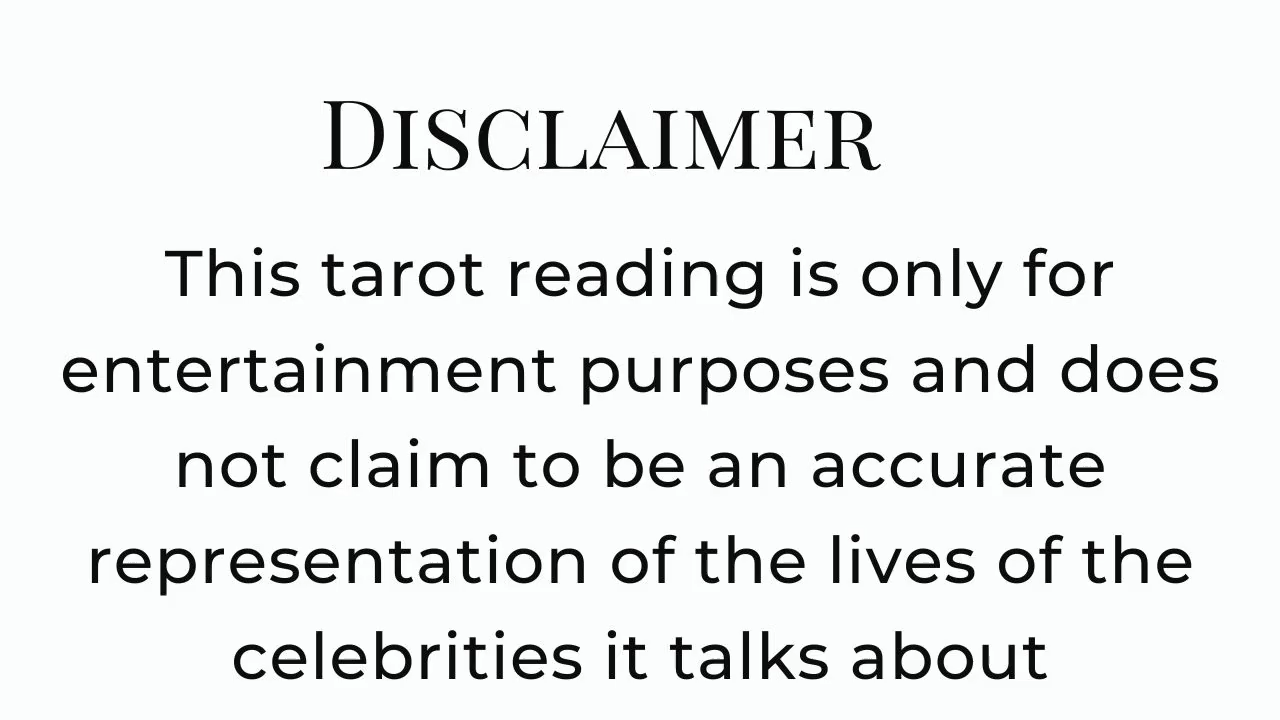 DISCLAIMER
This tarot reading is only for
entertainment purposes and does
not claim to be an accurate
representation of the lives of the
celebrities it talks about